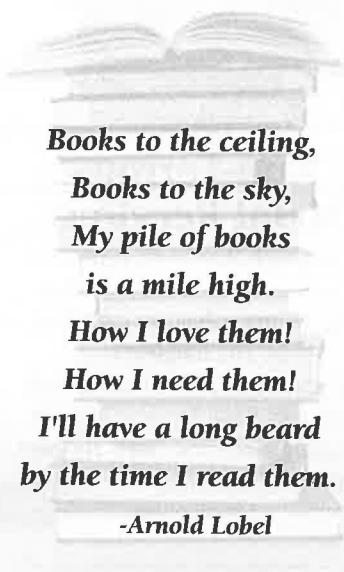 Books to the ceiling,
Books to the sky,
My pile of books
is a mile high.
How I love them!
How I need them!
I'll have a long beard
by the time I read them.
-Arnold Lobel